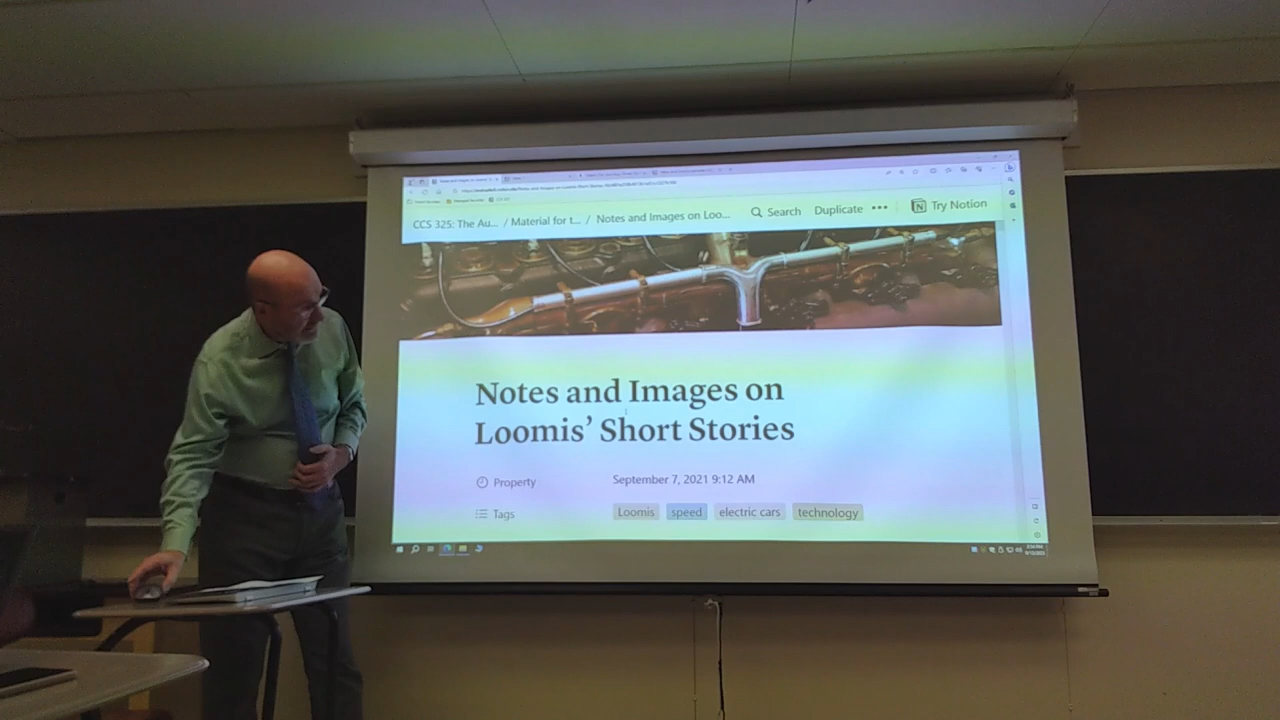 CCS 325: The Au... / Material for t... / Notes and Images on Loo... Search Duplicate ••• Try Notion
Notes and Images on
Loomis’ Short Stories
Property September 7, 2021 9:12 AM
Tags Loomis speed electric cars technology